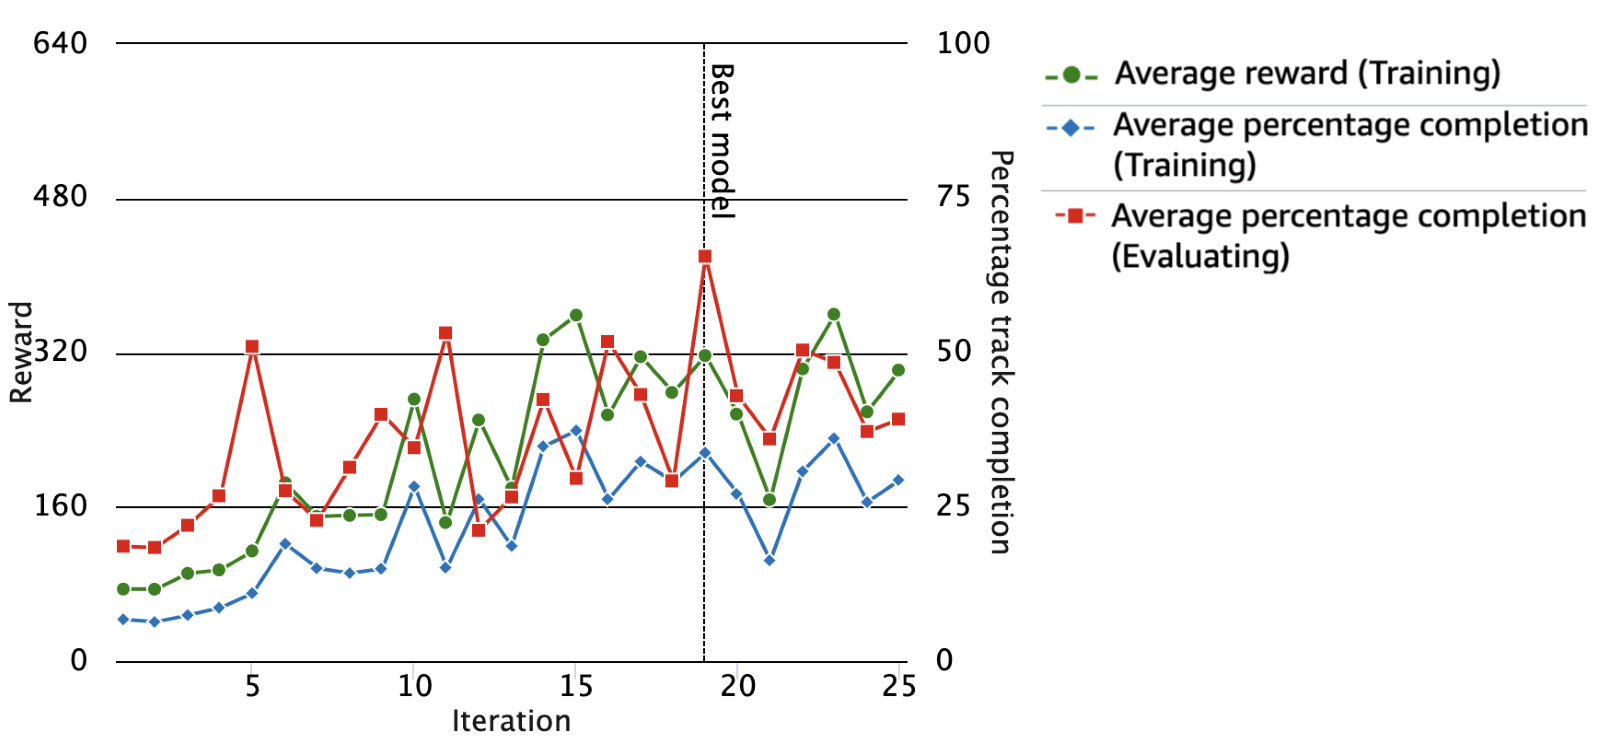 640
480
320
160
0
Reward
5
10
15
20
25
Iteration
100
75
50
25
0
Percentage track completion
Best model
Average reward (Training)
Average percentage completion
(Training)
Average percentage completion
(Evaluating)